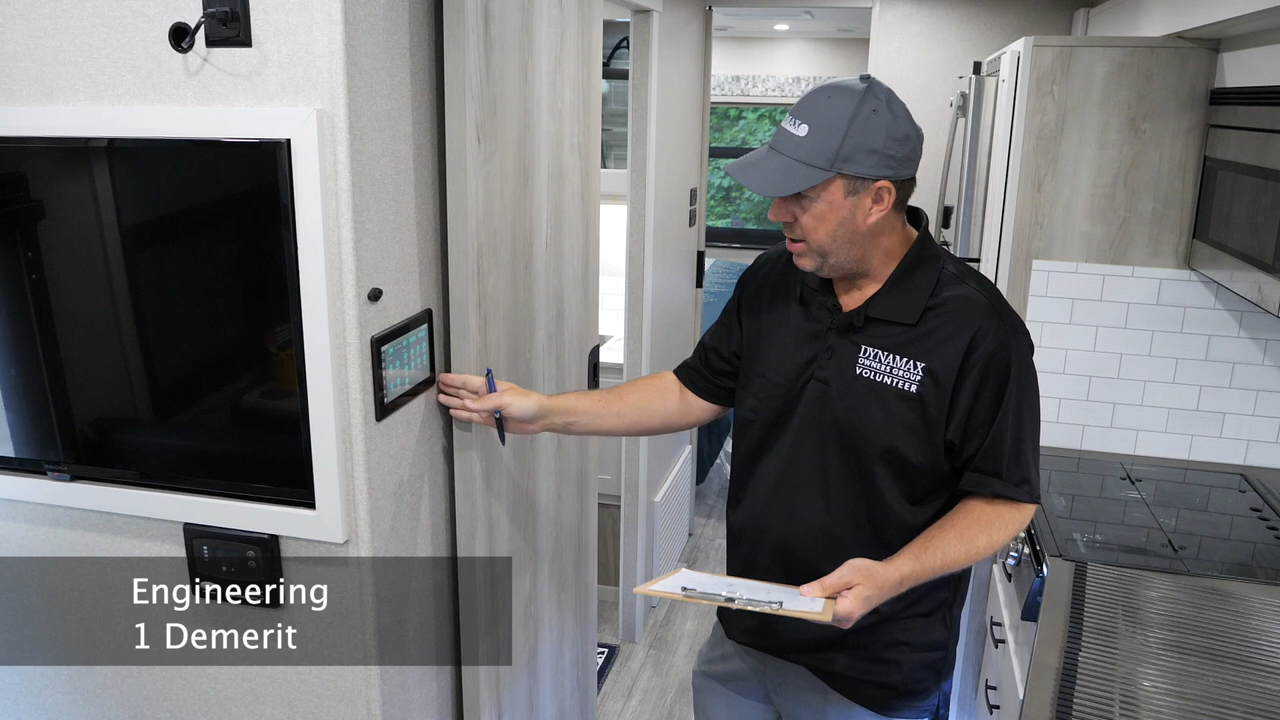 DYNAMAX
OWNERS GROUP
VOLUNTEER
Engineering
1 Demerit